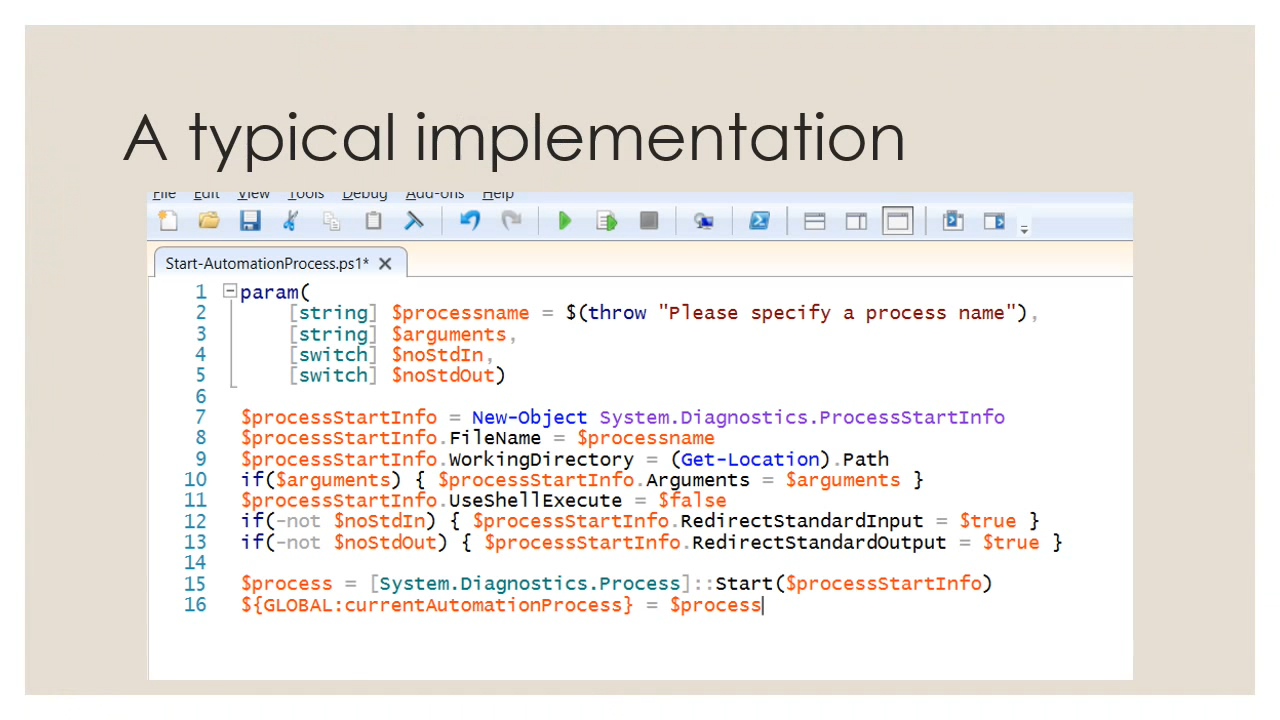 A typical implementation
File Edit View Tools Debug Add-ons Help
Start-AutomationProcess.ps1*
1 param(
2 [string] $processname = $(throw "Please specify a process name"),
3 [string] $arguments,
4 [switch] $noStdIn,
5 [switch] $noStdOut)
6
7 $processStartInfo = New-Object System.Diagnostics.ProcessStartInfo
8 $processStartInfo.FileName = $processname
9 $processStartInfo.WorkingDirectory = (Get-Location).Path
10 if($arguments) { $processStartInfo.Arguments = $arguments }
11 $processStartInfo.UseShellExecute = $false
12 if(-not $noStdIn) { $processStartInfo.RedirectStandardInput = $true }
13 if(-not $noStdOut) { $processStartInfo.RedirectStandardOutput = $true }
14
15 $process = [System.Diagnostics.Process]::Start($processStartInfo)
16 ${GLOBAL:currentAutomationProcess} = $process